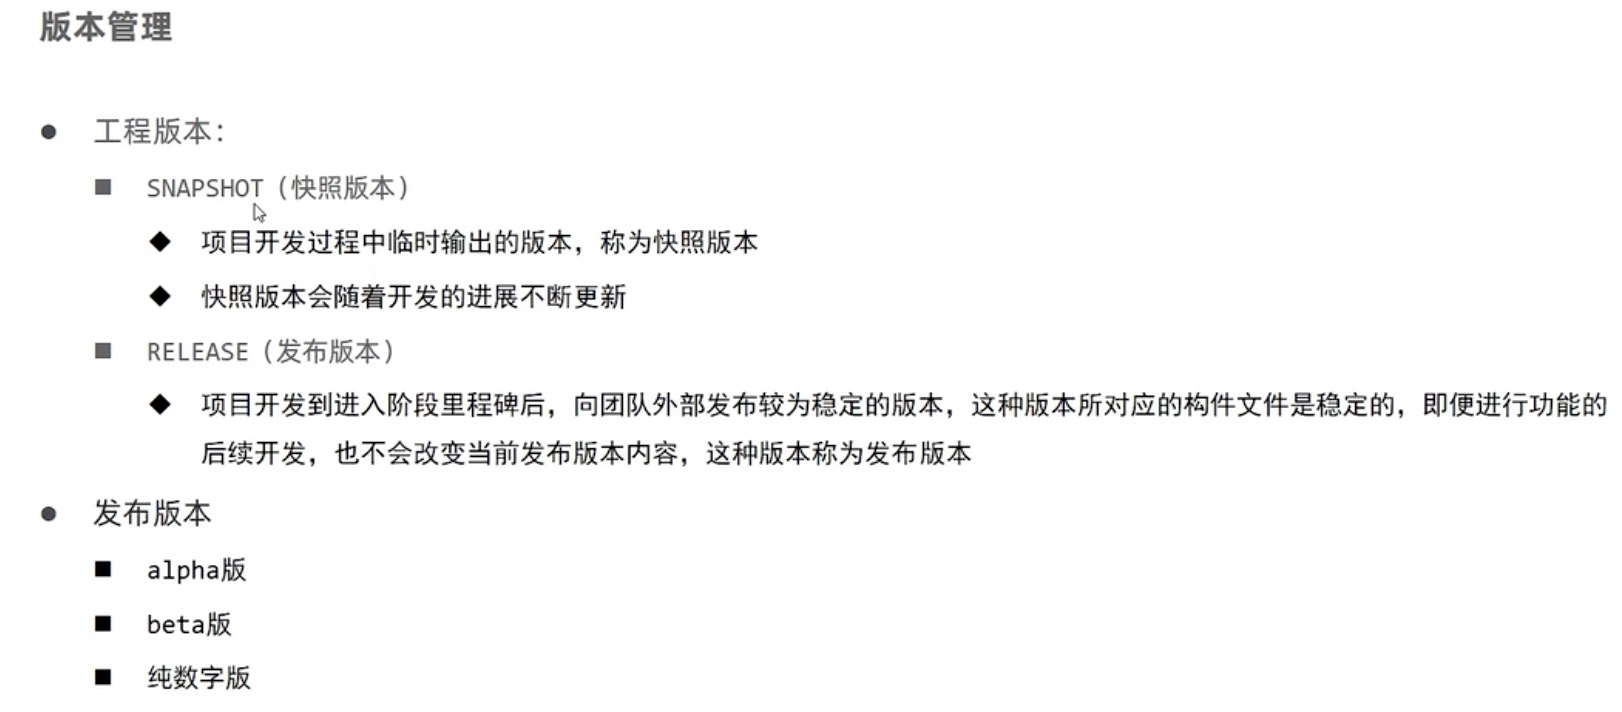 版本管理
工程版本：
SNAPSHOT（快照版本）
项目开发过程中临时输出的版本，称为快照版本
快照版本会随着开发的进展不断更新
RELEASE（发布版本）
项目开发到进入阶段里程碑后，向团队外部发布较为稳定的版本，这种版本所对应的构件文件是稳定的，即便进行功能的
后续开发，也不会改变当前发布版本内容，这种版本称为发布版本
发布版本
alpha版
beta版
纯数字版